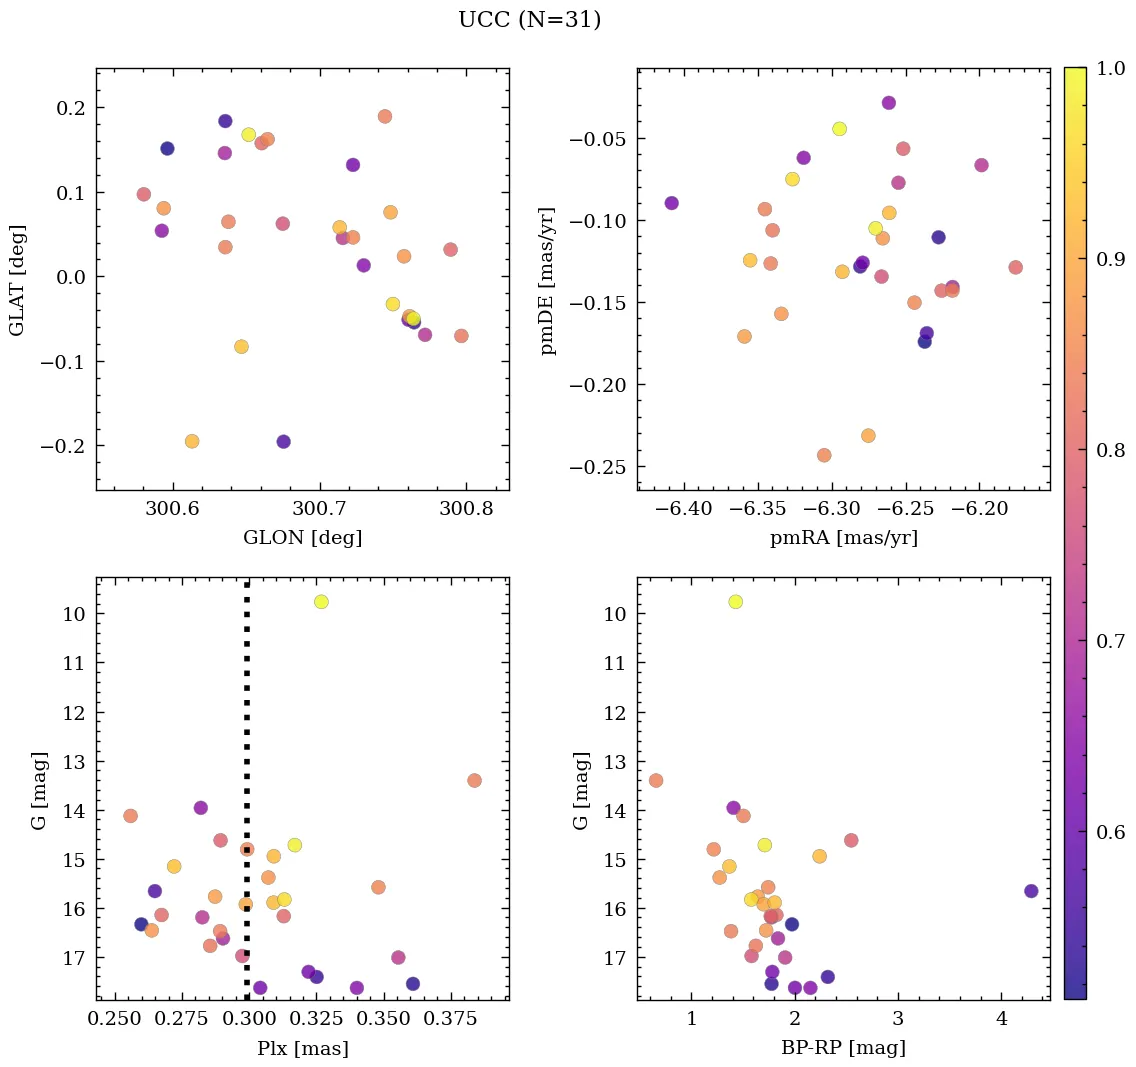 UCC (N=31)
0.2
0.1
0.0
−0.1
−0.2
GLAT [deg]
300.6 300.7 300.8
GLON [deg]
−0.05
−0.10
−0.15
−0.20
−0.25
pmDE [mas/yr]
−6.40 −6.35 −6.30 −6.25 −6.20
pmRA [mas/yr]
1.0
0.9
0.8
0.7
0.6
10
11
12
13
14
15
16
17
G [mag]
0.250 0.275 0.300 0.325 0.350 0.375
Plx [mas]
10
11
12
13
14
15
16
17
G [mag]
1 2 3 4
BP-RP [mag]